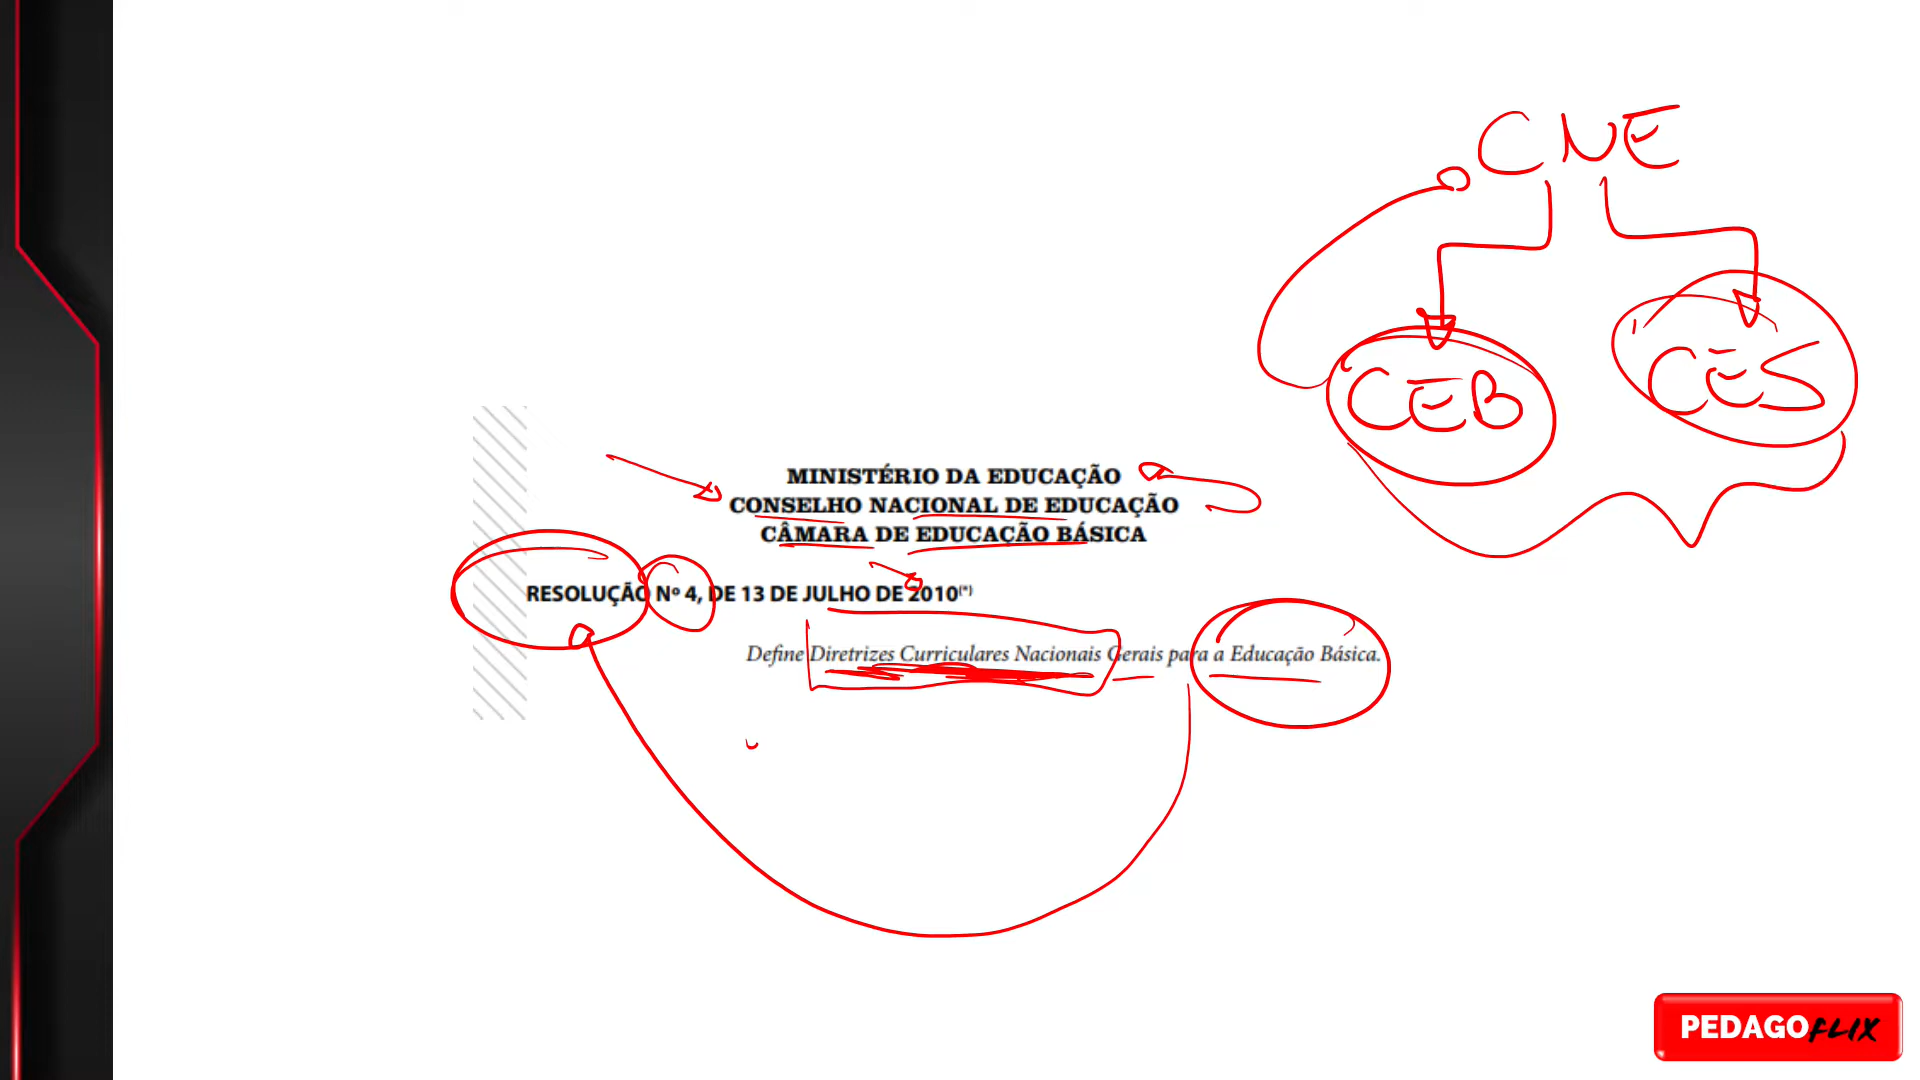 CNE
CEB
CES
MINISTÉRIO DA EDUCAÇÃO
CONSELHO NACIONAL DE EDUCAÇÃO
CÂMARA DE EDUCAÇÃO BÁSICA
RESOLUÇÃO Nº 4, DE 13 DE JULHO DE 2010(*)
Define Diretrizes Curriculares Nacionais Gerais para a Educação Básica.
PEDAGOFLIX